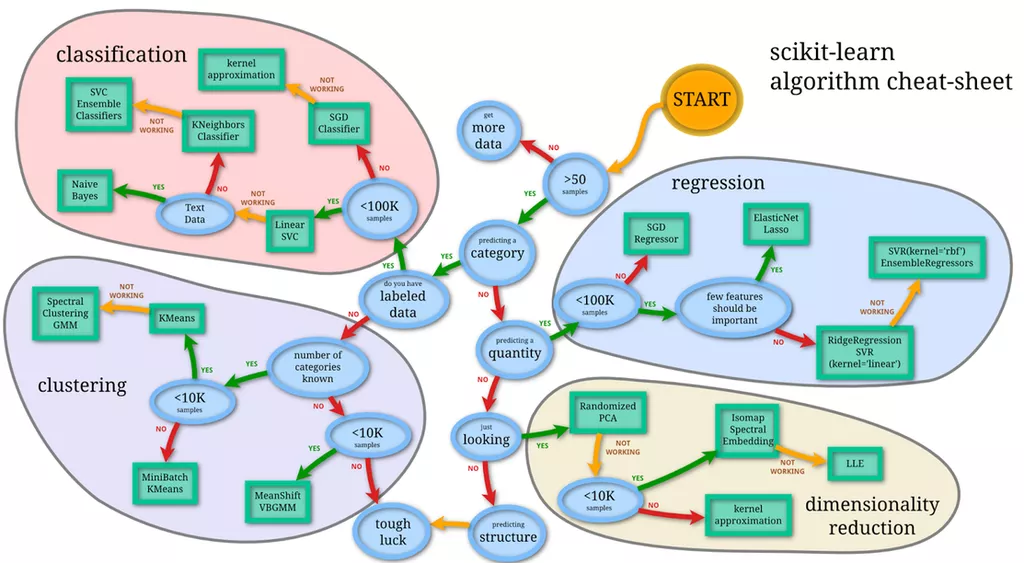 scikit-learn
algorithm cheat-sheet
START
classification
kernel
approximation
NOT
WORKING
SVC
Ensemble
Classifiers
NOT
WORKING
KNeighbors
Classifier
SGD
Classifier
NO
Naive
Bayes
YES
Text
Data
NO
NOT
WORKING
Linear
SVC
YES
<100K
samples
YES
get
more
data
NO
>50
samples
YES
predicting a
category
YES
NO
do you have
labeled
data
NO
predicting a
quantity
YES
NO
just
looking
YES
NO
predicting
structure
tough
luck
regression
SGD
Regressor
NO
<100K
samples
YES
ElasticNet
Lasso
YES
few features
should be
important
NO
SVR(kernel='rbf')
EnsembleRegressors
NOT
WORKING
RidgeRegression
SVR
(kernel='linear')
clustering
Spectral
Clustering
GMM
NOT
WORKING
KMeans
YES
number of
categories
known
YES
NO
<10K
samples
NO
MiniBatch
KMeans
<10K
samples
YES
NO
MeanShift
VBGMM
dimensionality
reduction
Randomized
PCA
NOT
WORKING
<10K
samples
YES
NO
Isomap
Spectral
Embedding
NOT
WORKING
LLE
kernel
approximation